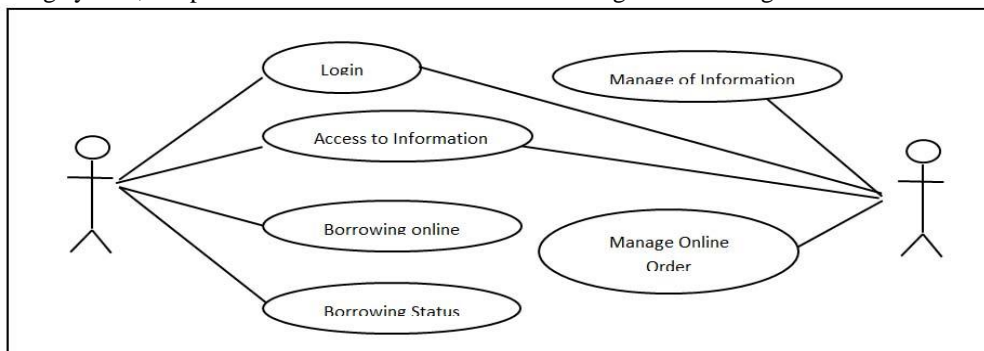 Login
Manage of Information
Access to Information
Borrowing online
Manage Online
Order
Borrowing Status